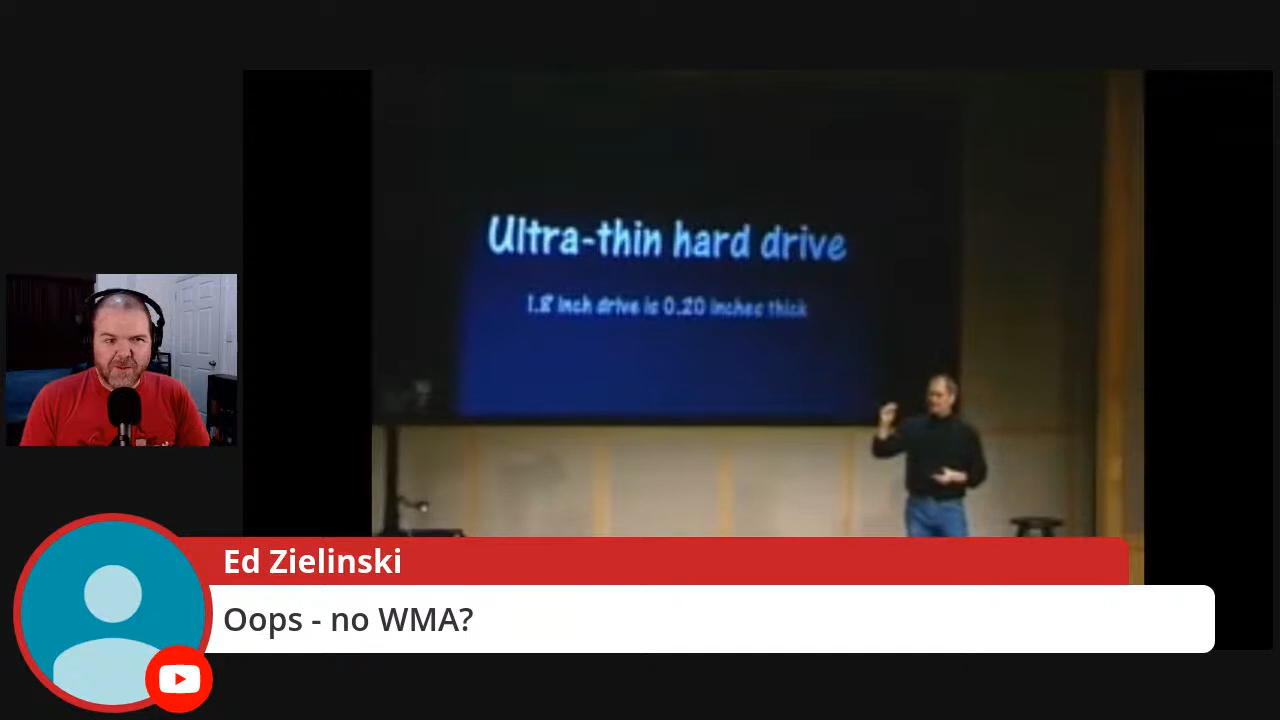 Ultra-thin hard drive
1.8 inch drive is 0.20 inches thick
Ed Zielinski
Oops - no WMA?